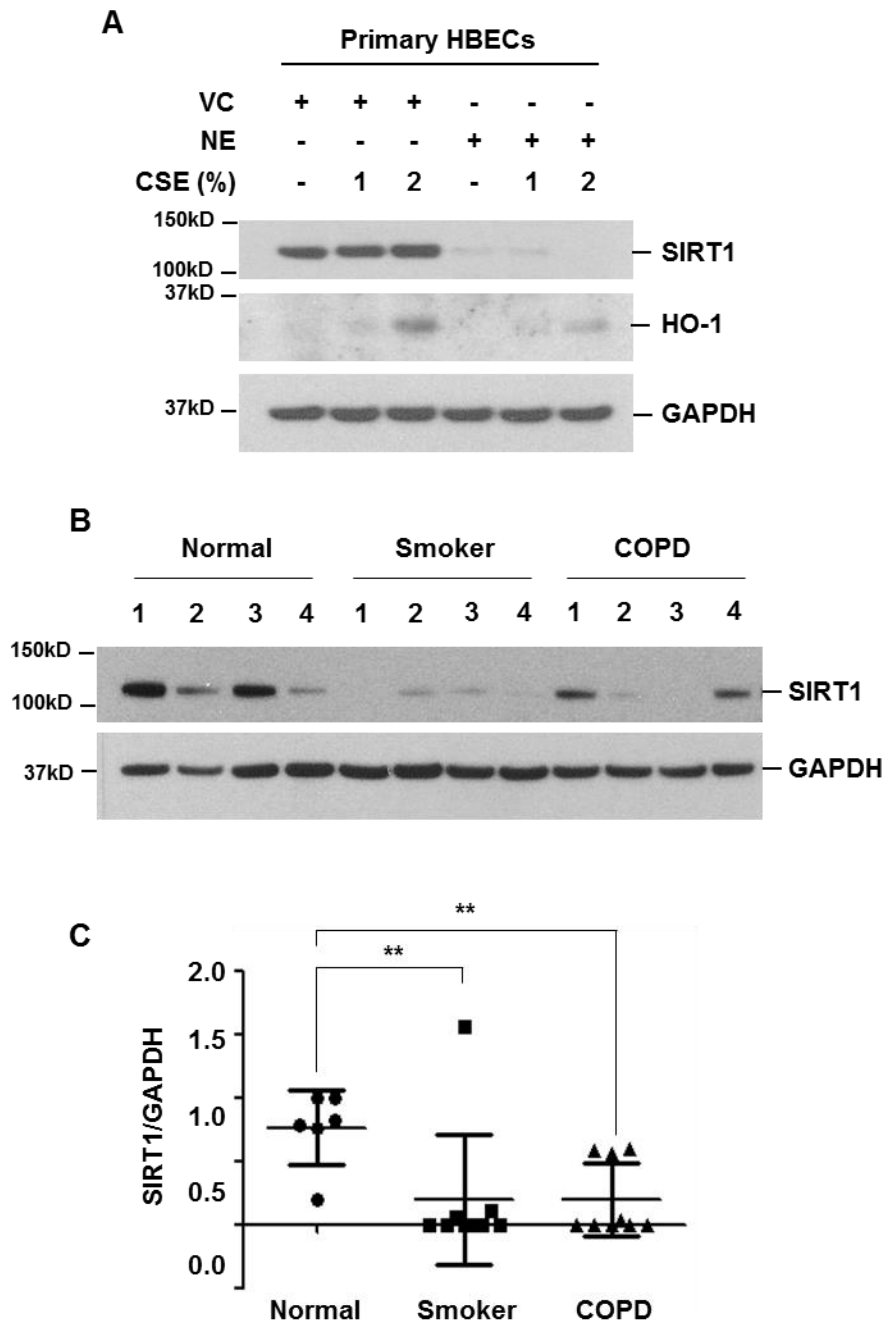 A
Primary HBECs
VC + + + - - -
NE - - - + + +
CSE (%) - 1 2 - 1 2
150kD
SIRT1
100kD
37kD
HO-1
37kD
GAPDH
B
Normal Smoker COPD
1 2 3 4 1 2 3 4 1 2 3 4
150kD
SIRT1
100kD
37kD
GAPDH
C
**
**
2.0
1.5
1.0
0.5
0.0
SIRT1/GAPDH
Normal Smoker COPD